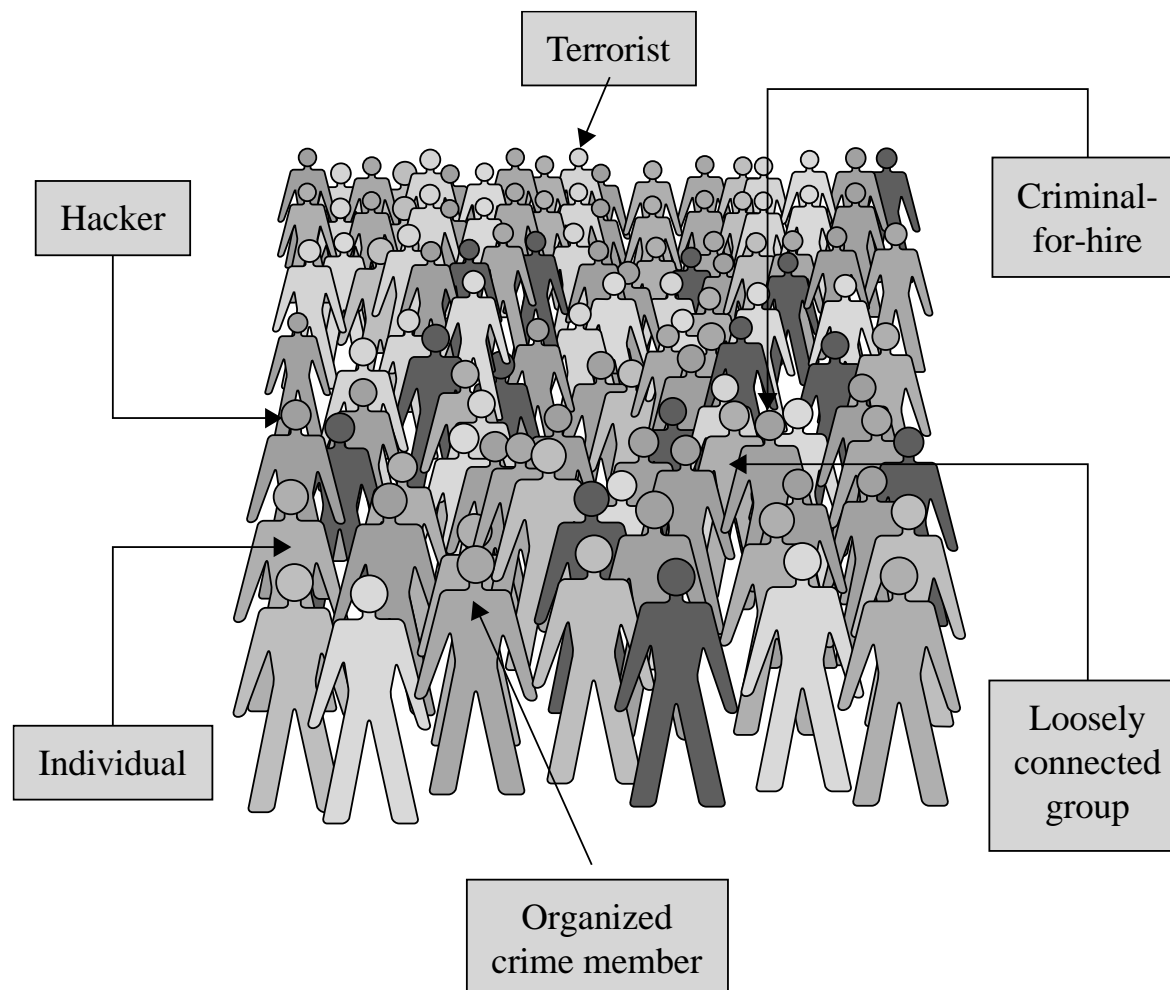 Terrorist
Hacker
Criminal-
for-hire
Individual
Loosely
connected
group
Organized
crime member